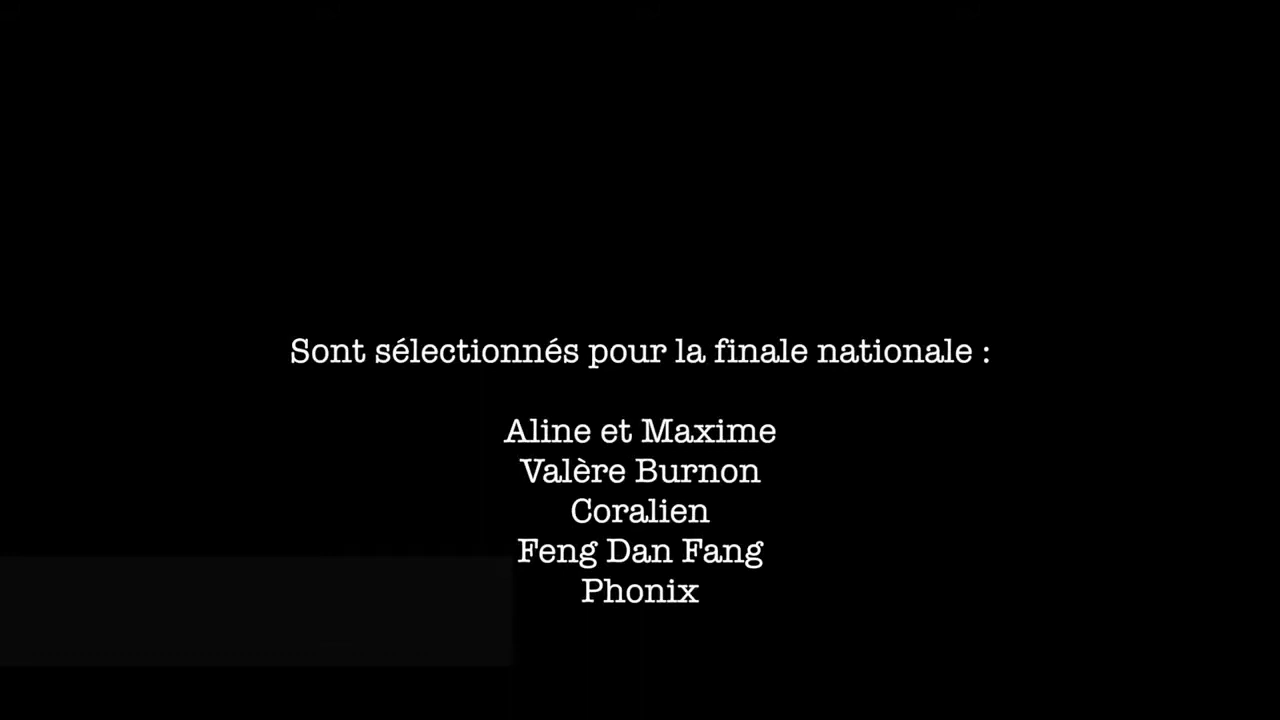 Sont sélectionnés pour la finale nationale :
Aline et Maxime
Valère Burnon
Coralien
Feng Dan Fang
Phonix